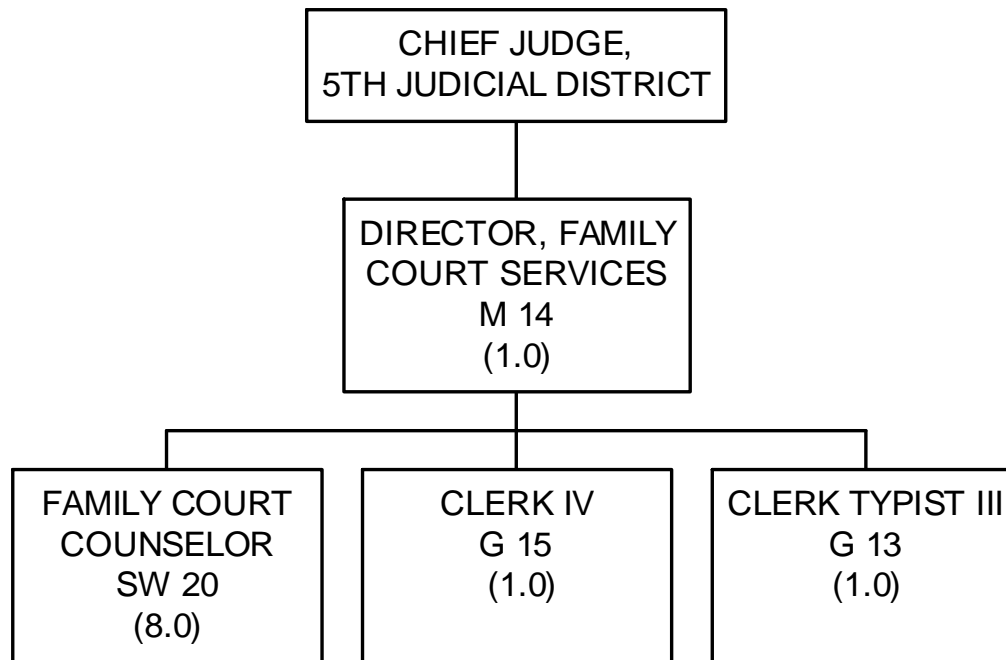 CHIEF JUDGE,
5TH JUDICIAL DISTRICT
DIRECTOR, FAMILY
COURT SERVICES
M 14
(1.0)
FAMILY COURT
COUNSELOR
SW 20
(8.0)
CLERK IV
G 15
(1.0)
CLERK TYPIST III
G 13
(1.0)